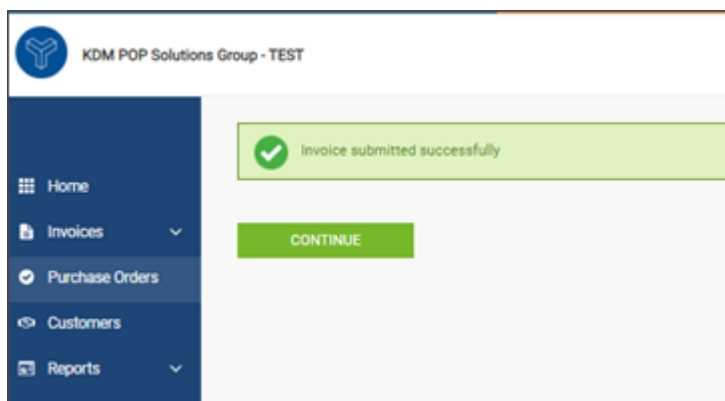 KDM POP Solutions Group - TEST
Invoice submitted successfully
Home
Invoices
CONTINUE
Purchase Orders
Customers
Reports